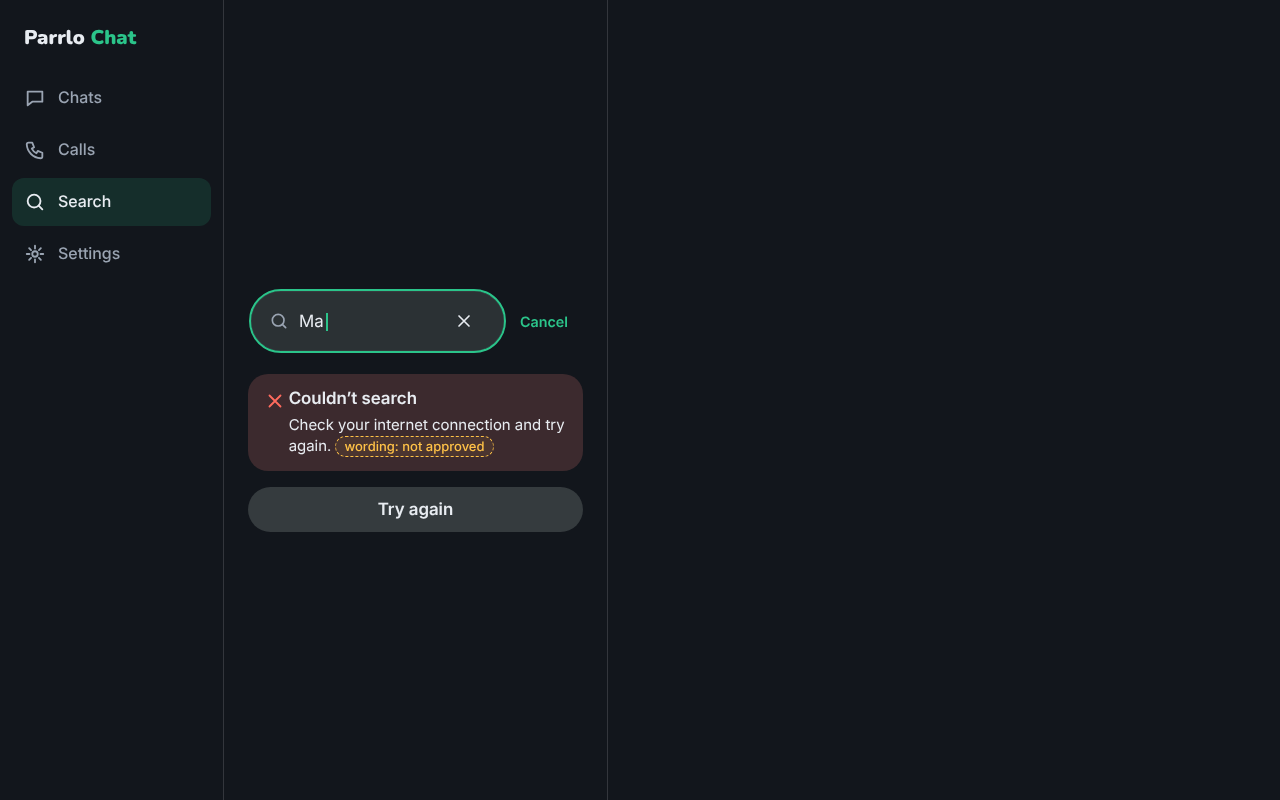 Parrlo Chat
Chats
Calls
Search
Settings
Ma
Cancel
Couldn’t search
Check your internet connection and try
again. wording: not approved
Try again